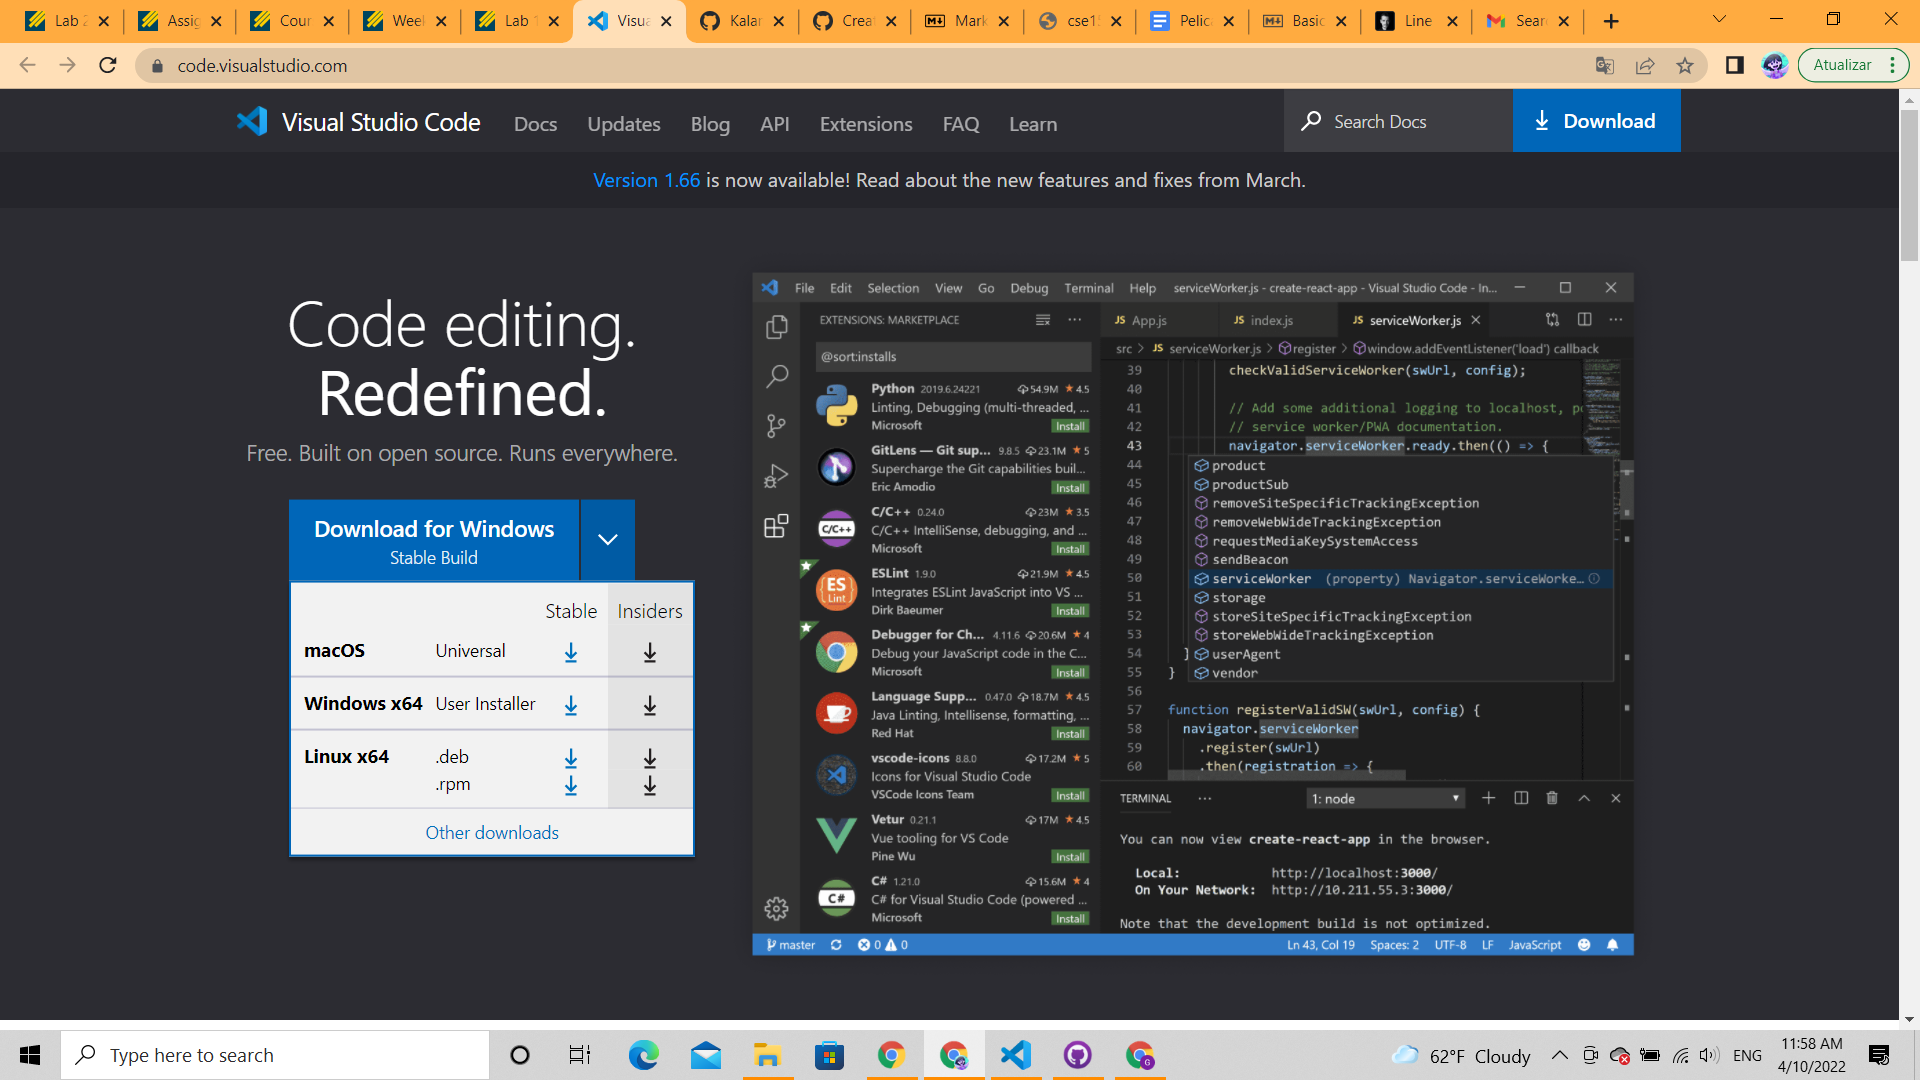 Lab 2
Assig
Cour
Week
Lab 1
Visua
Kalar
Creat
Mark
cse15
Pelica
Basic
Line
Sear
code.visualstudio.com
Atualizar
Visual Studio Code
Docs
Updates
Blog
API
Extensions
FAQ
Learn
Search Docs
Download
Version 1.66 is now available! Read about the new features and fixes from March.
Code editing.
Redefined.
Free. Built on open source. Runs everywhere.
Download for Windows
Stable Build
Stable Insiders
macOS Universal
Windows x64 User Installer
Linux x64 .deb
.rpm
Other downloads
File Edit Selection View Go Debug Terminal Help serviceWorker.js - create-react-app - Visual Studio Code - In...
EXTENSIONS: MARKETPLACE
@sort:installs
Python 2019.6.24221 54.9M 4.5
Linting, Debugging (multi-threaded, ...
Microsoft Install
GitLens — Git sup... 9.8.5 23.1M 5
Supercharge the Git capabilities buil...
Eric Amodio Install
C/C++ C/C++ 0.24.0 23M 3.5
C/C++ IntelliSense, debugging, and ...
Microsoft Install
ES Lint ESLint 1.9.0 21.9M 4.5
Integrates ESLint JavaScript into VS ...
Dirk Baeumer Install
Debugger for Ch... 4.11.6 20.6M 4
Debug your JavaScript code in the C...
Microsoft Install
Language Supp... 0.47.0 18.7M 4.5
Java Linting, Intellisense, formatting, ...
Red Hat Install
vscode-icons 8.8.0 17.2M 5
Icons for Visual Studio Code
VSCode Icons Team Install
Vetur 0.21.1 17M 4.5
Vue tooling for VS Code
Pine Wu Install
C# C# 1.21.0 15.6M 4
C# for Visual Studio Code (powered ...
Microsoft Install
JS App.js JS index.js JS serviceWorker.js
src > JS serviceWorker.js > register > window.addEventListener('load') callback
39 checkValidServiceWorker(swUrl, config);
40
41 // Add some additional logging to localhost, p
42 // service worker/PWA documentation.
43 navigator.serviceWorker.ready.then(() => {
44 product
45 productSub
46 removeSiteSpecificTrackingException
47 removeWebWideTrackingException
48 requestMediaKeySystemAccess
49 sendBeacon
50 serviceWorker (property) Navigator.serviceWorke...
51 storage
52 storeSiteSpecificTrackingException
53 storeWebWideTrackingException
54 ] userAgent
55 } vendor
56
57 function registerValidSW(swUrl, config) {
58 navigator.serviceWorker
59 .register(swUrl)
60 .then(registration => {
TERMINAL ... 1: node
You can now view create-react-app in the browser.
Local: http://localhost:3000/
On Your Network: http://10.211.55.3:3000/
Note that the development build is not optimized.
master 0 0 Ln 43, Col 19 Spaces: 2 UTF-8 LF JavaScript
Type here to search
62°F Cloudy
ENG
11:58 AM
4/10/2022